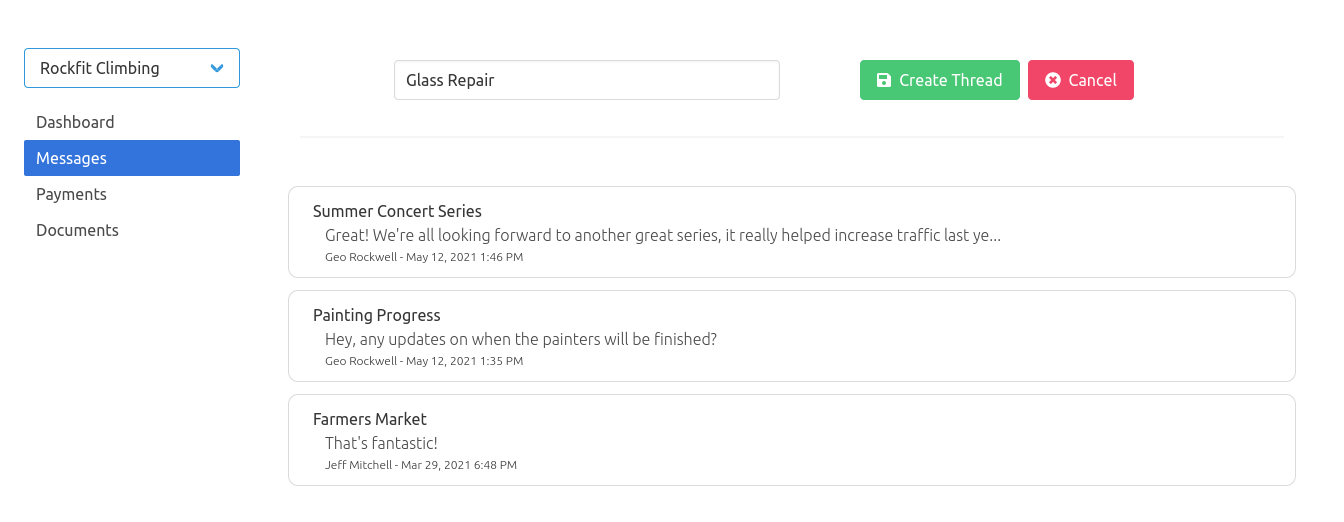 Rockfit Climbing
Dashboard
Messages
Payments
Documents
Glass Repair
Create Thread
Cancel
Summer Concert Series
Great! We're all looking forward to another great series, it really helped increase traffic last ye...
Geo Rockwell - May 12, 2021 1:46 PM
Painting Progress
Hey, any updates on when the painters will be finished?
Geo Rockwell - May 12, 2021 1:35 PM
Farmers Market
That's fantastic!
Jeff Mitchell - Mar 29, 2021 6:48 PM